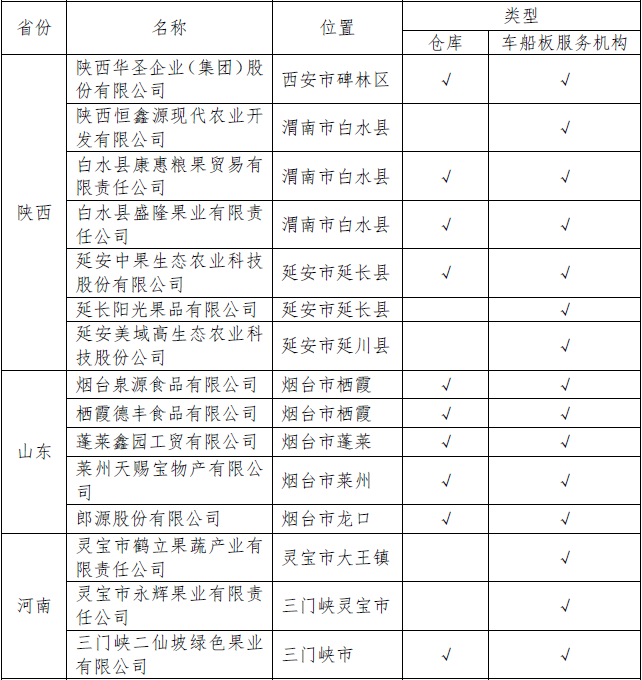 省份 名称 位置 类型
仓库 车船板服务机构
陕西
陕西华圣企业（集团）股
份有限公司 西安市碑林区 √ √
陕西恒鑫源现代农业开
发有限公司 渭南市白水县 √
白水县康惠粮果贸易有
限责任公司 渭南市白水县 √ √
白水县盛隆果业有限责
任公司 渭南市白水县 √ √
延安中果生态农业科技
股份有限公司 延安市延长县 √ √
延长阳光果品有限公司 延安市延长县 √
延安美域高生态农业科
技股份公司 延安市延川县 √
山东
烟台泉源食品有限公司 烟台市栖霞 √ √
栖霞德丰食品有限公司 烟台市栖霞 √ √
蓬莱鑫园工贸有限公司 烟台市蓬莱 √ √
莱州天赐宝物产有限公
司 烟台市莱州 √ √
郎源股份有限公司 烟台市龙口 √ √
河南
灵宝市鹤立果蔬产业有
限责任公司 灵宝市大王镇 √
灵宝市永辉果业有限责
任公司 三门峡灵宝市 √
三门峡二仙坡绿色果业
有限公司 三门峡市 √ √